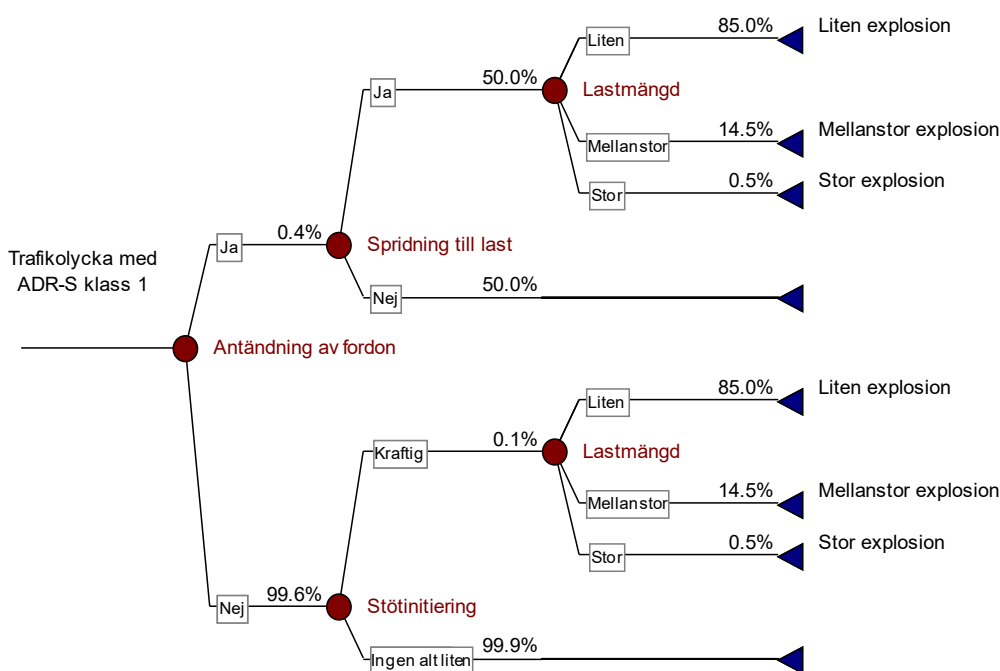 Liten
85.0%
Liten explosion
Ja
50.0%
Lastmängd
Mellanstor
14.5%
Mellanstor explosion
Stor
0.5%
Stor explosion
Ja
0.4%
Spridning till last
Trafikolycka med
ADR-S klass 1
Nej
50.0%
Antändning av fordon
Liten
85.0%
Liten explosion
Kraftig
0.1%
Lastmängd
Mellanstor
14.5%
Mellanstor explosion
Stor
0.5%
Stor explosion
Nej
99.6%
Stötinitiering
Ingen alt liten
99.9%